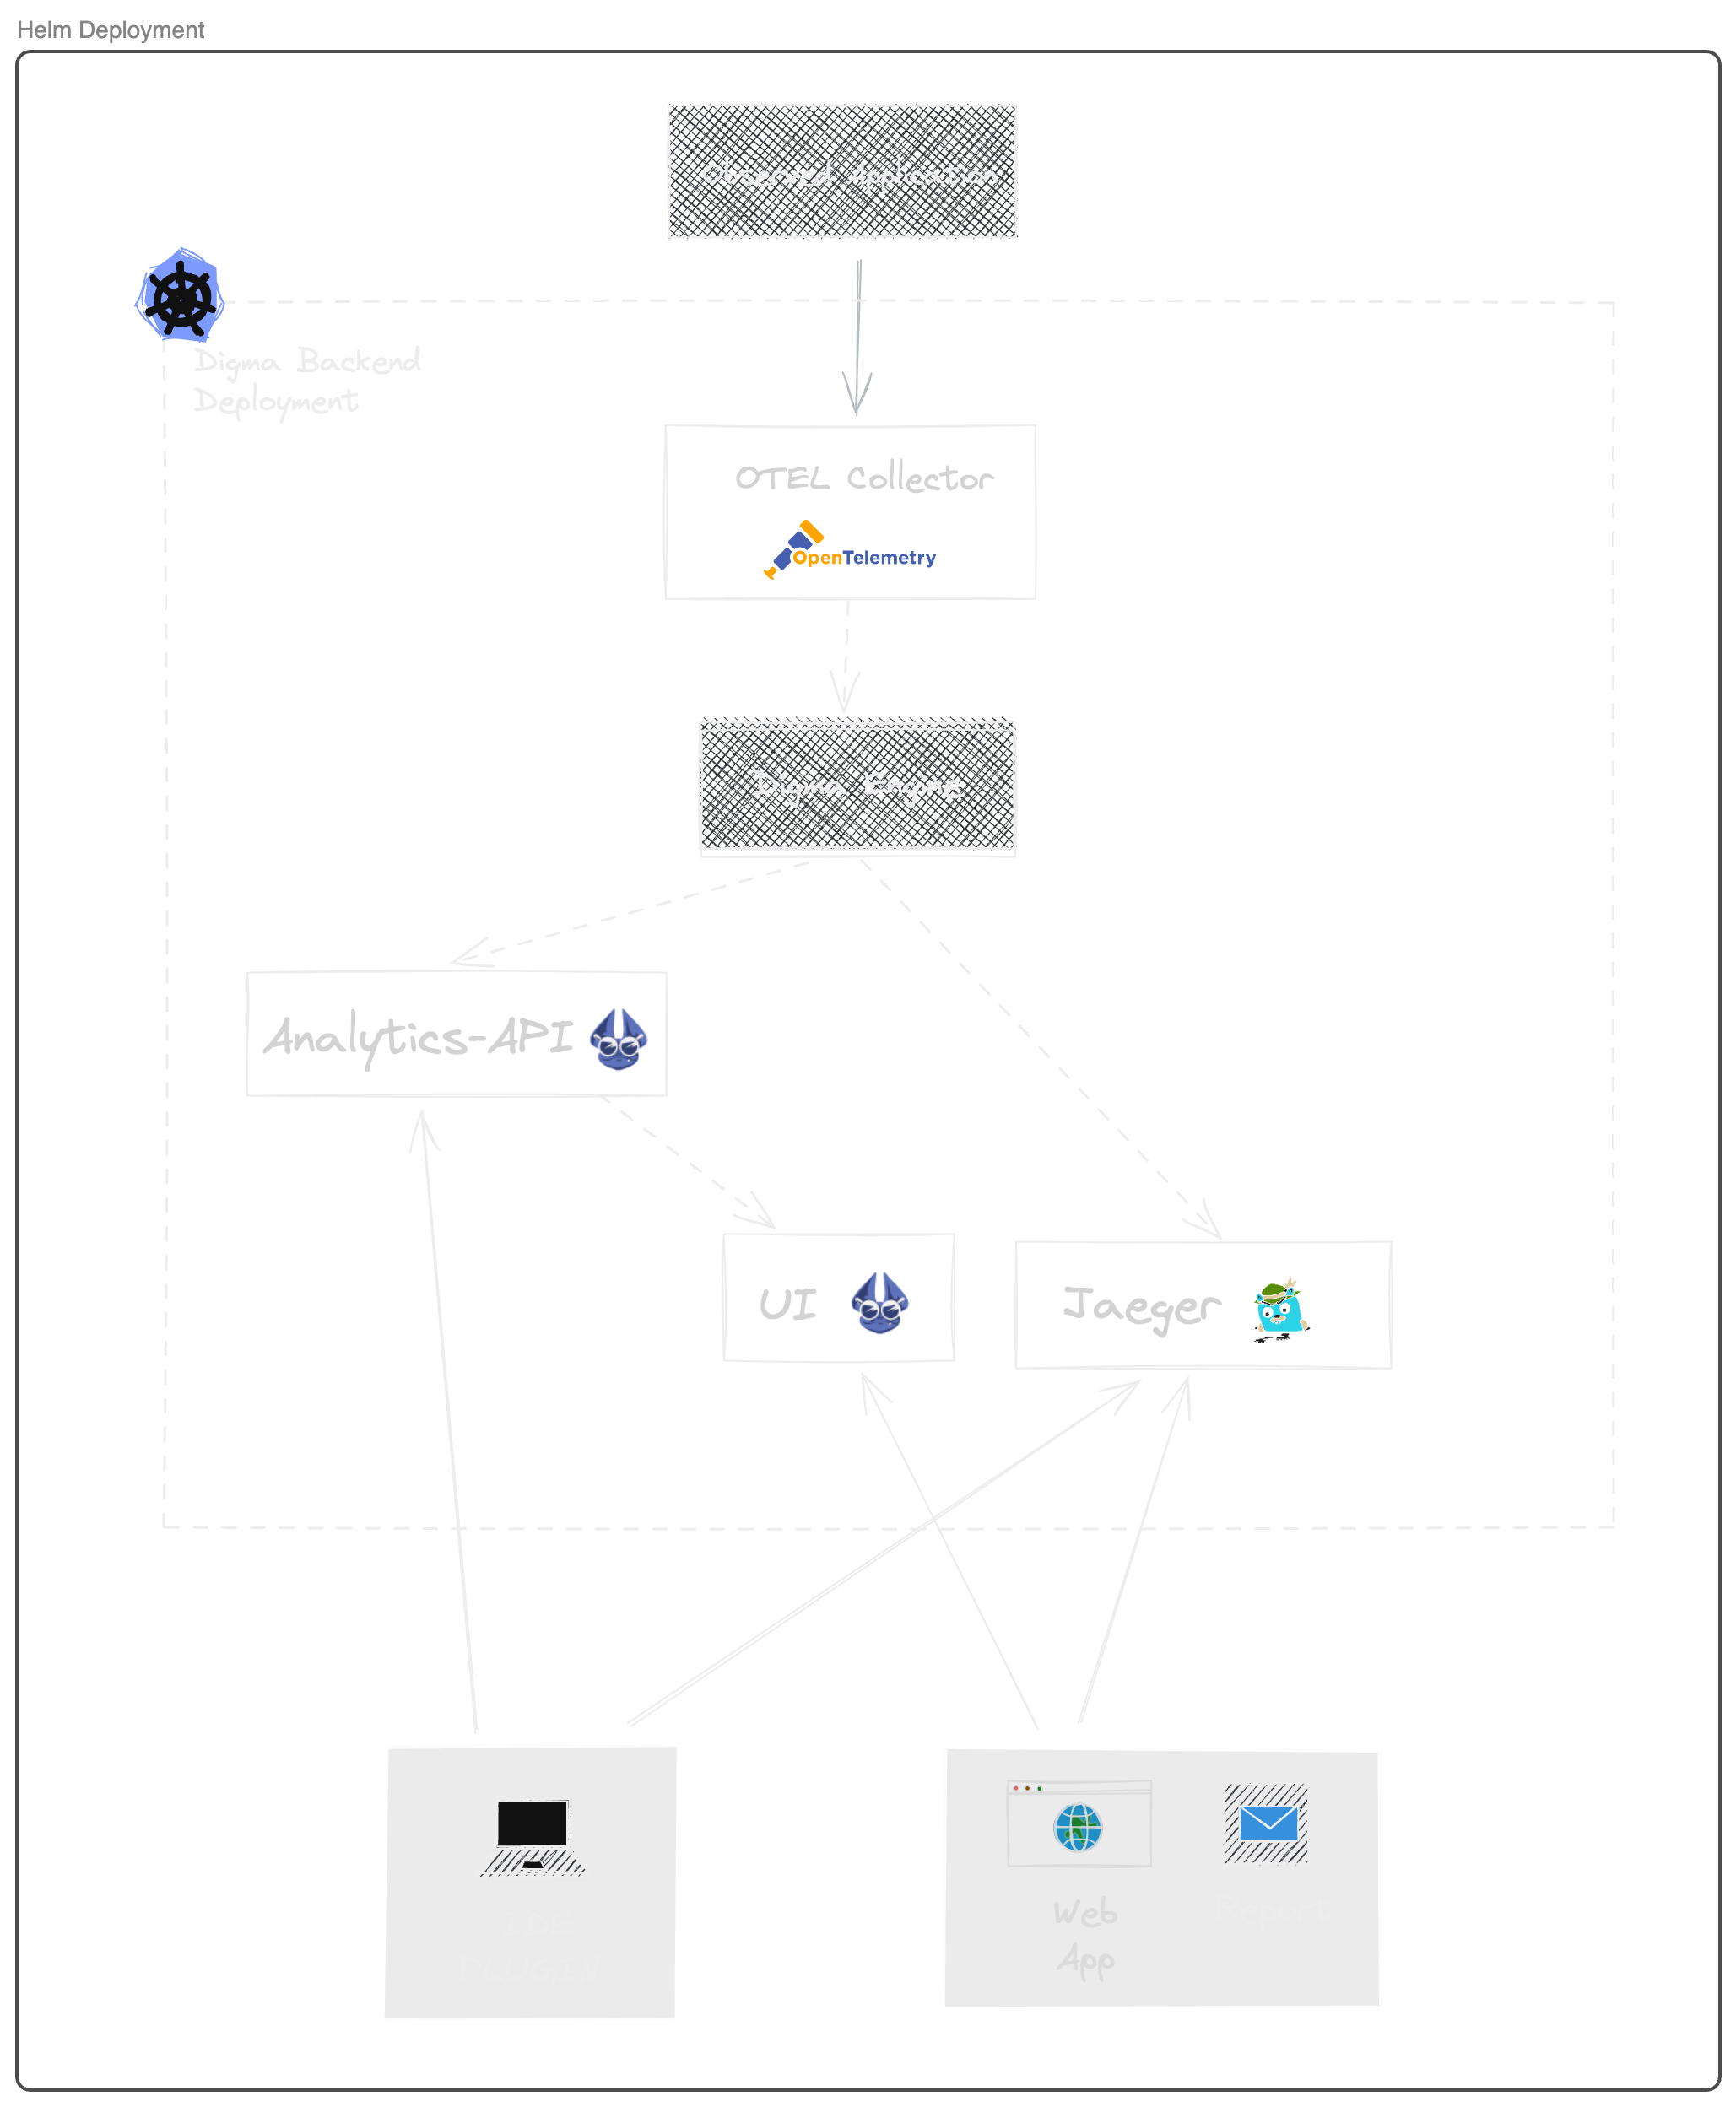 Helm Deployment
Observed Application
Digma Backend
Deployment
OTEL Collector
OpenTelemetry
Digma Engine
Analytics-API
UI
Jaeger
IDE
PLUGIN
Web
App
Report